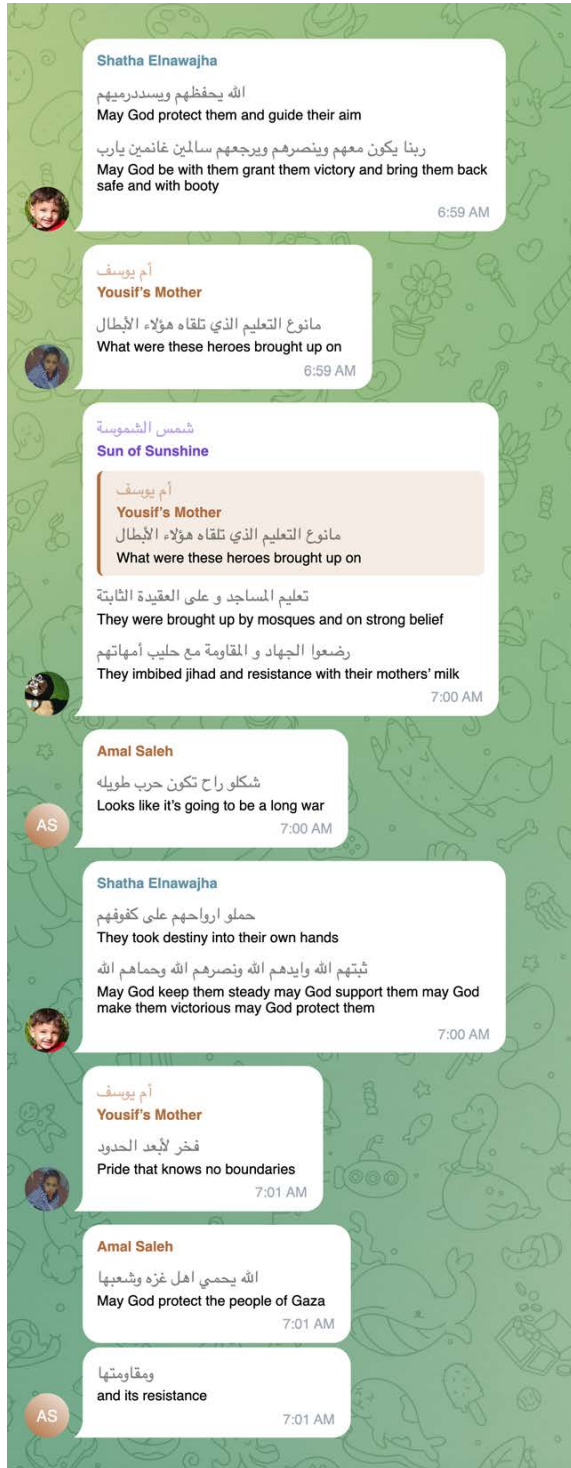 Shatha Elnawajha
الله يحفظهم ويسددرميهم
May God protect them and guide their aim
ربنا يكون معهم وينصرهم ويرجعهم سالمين غانمين يارب
May God be with them grant them victory and bring them back
safe and with booty
6:59 AM
أم يوسف
Yousif's Mother
مانوع التعليم الذي تلقاه هؤلاء الأبطال
What were these heroes brought up on
6:59 AM
شمس الشموسة
Sun of Sunshine
أم يوسف
Yousif's Mother
مانوع التعليم الذي تلقاه هؤلاء الأبطال
What were these heroes brought up on
تعليم المساجد و على العقيدة الثابتة
They were brought up by mosques and on strong belief
رضعوا الجهاد و المقاومة مع حليب أمهاتهم
They imbibed jihad and resistance with their mothers' milk
7:00 AM
Amal Saleh
شكلو راح تكون حرب طويله
Looks like it's going to be a long war
AS
7:00 AM
Shatha Elnawajha
حملو ارواحهم على كفوفهم
They took destiny into their own hands
ثبتهم الله وايدهم الله ونصرهم الله وحماهم الله
May God keep them steady may God support them may God
make them victorious may God protect them
7:00 AM
أم يوسف
Yousif's Mother
فخر لأبعد الحدود
Pride that knows no boundaries
7:01 AM
Amal Saleh
الله يحمي اهل غزه وشعبها
May God protect the people of Gaza
7:01 AM
ومقاومتها
and its resistance
AS
7:01 AM